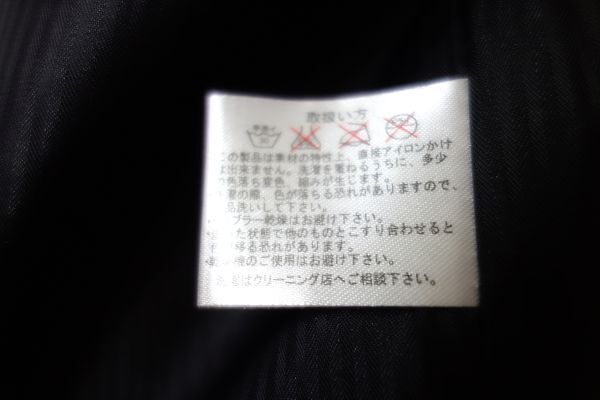 取扱い方
この製品は素材の特性上、直接アイロンかけ
は出来ません。洗濯を重ねるうちに、多少
の色落ち変色、縮みが生じます。
濯の際、色が落ちる恐れがありますので、
品洗いして下さい。
ブラー乾燥はお避け下さい。
た状態で他のものとこすり合わせると
移る恐れがあります。
機のご使用はお避け下さい。
はクリーニング店へご相談下さい。